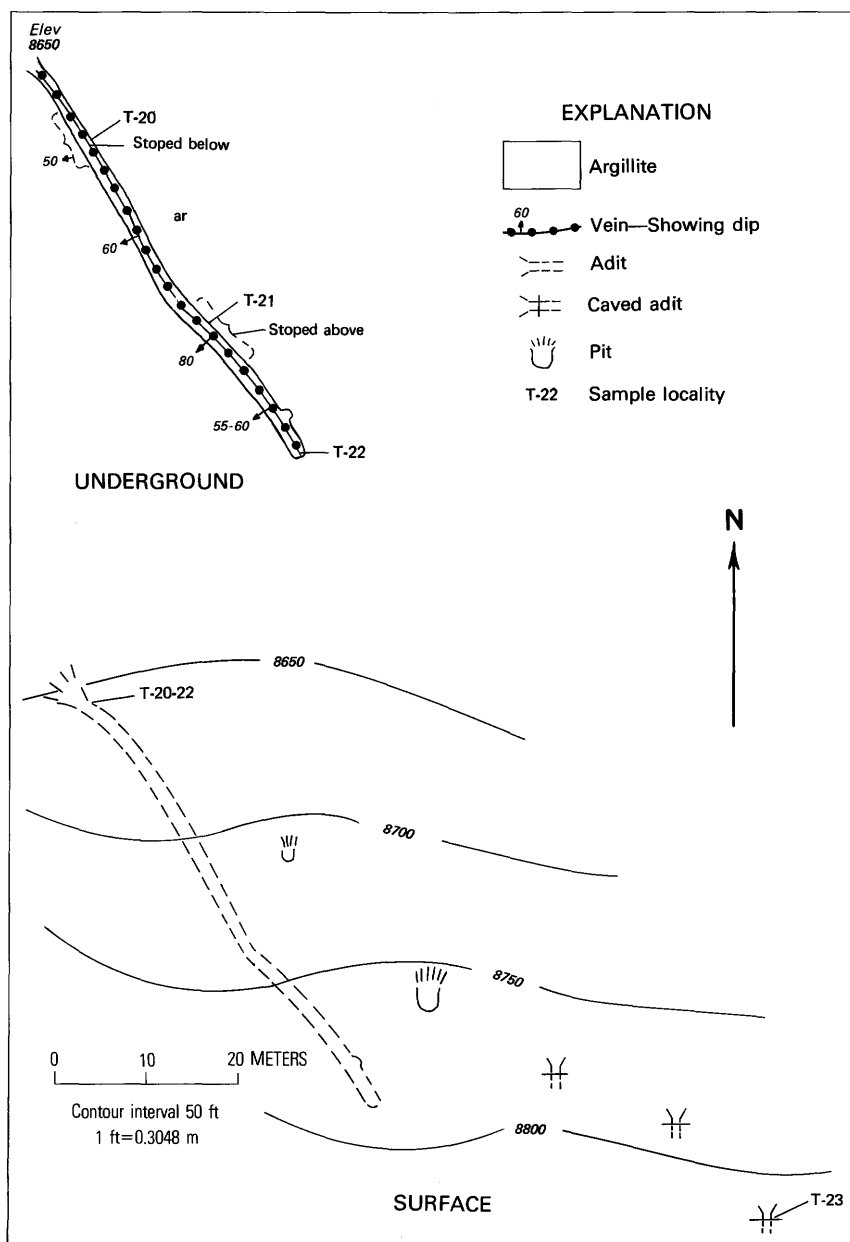 Elev
8650
T-20
Stoped below
50
ar
60
T-21
Stoped above
80
55-60
T-22
UNDERGROUND
EXPLANATION
Argillite
60
Vein—Showing dip
Adit
Caved adit
Pit
T-22 Sample locality
N
8650
T-20-22
8700
8750
0 10 20 METERS
Contour interval 50 ft
1 ft=0.3048 m
8800
SURFACE
T-23